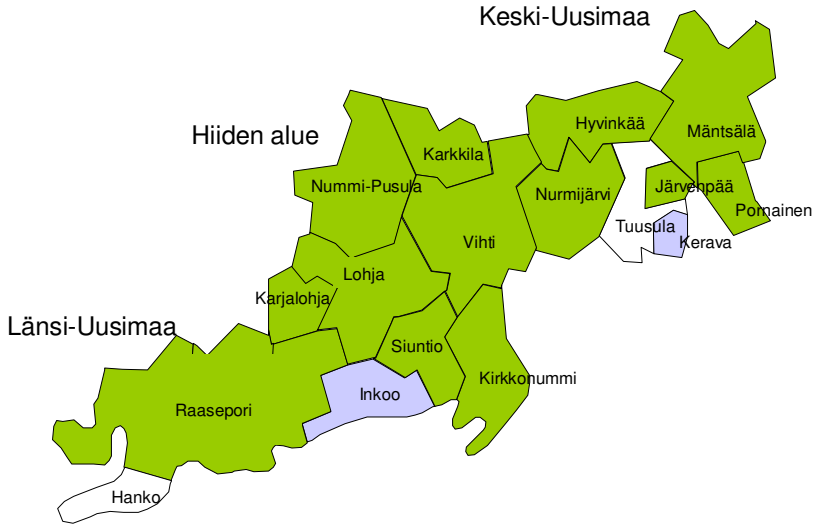 Keski-Uusimaa
Hyvinkää
Mäntsälä
Hiiden alue
Karkkila
Nummi-Pusula
Nurmijärvi
Järvenpää
Pornainen
Tuusula
Kerava
Vihti
Lohja
Karjalohja
Länsi-Uusimaa
Siuntio
Kirkkonummi
Inkoo
Raasepori
Hanko